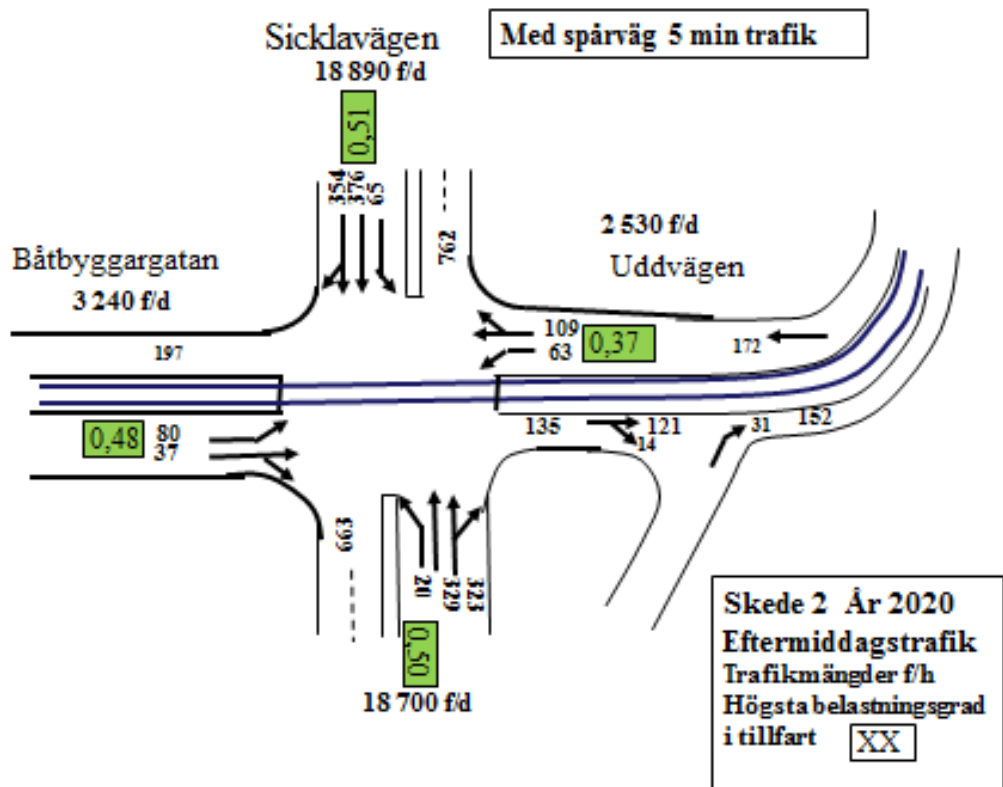 Sicklavägen
18 890 f/d
Med spårväg 5 min trafik
0,51
354
376
65
762
2 530 f/d
Uddvägen
Båtbyggargatan
3 240 f/d
197
109
63
0,37
172
0,48
80
37
135
121
14
31
152
663
20
329
323
0,50
18 700 f/d
Skede 2 År 2020
Eftermiddagstrafik
Trafikmängder f/h
Högsta belastningsgrad
i tillfart XX